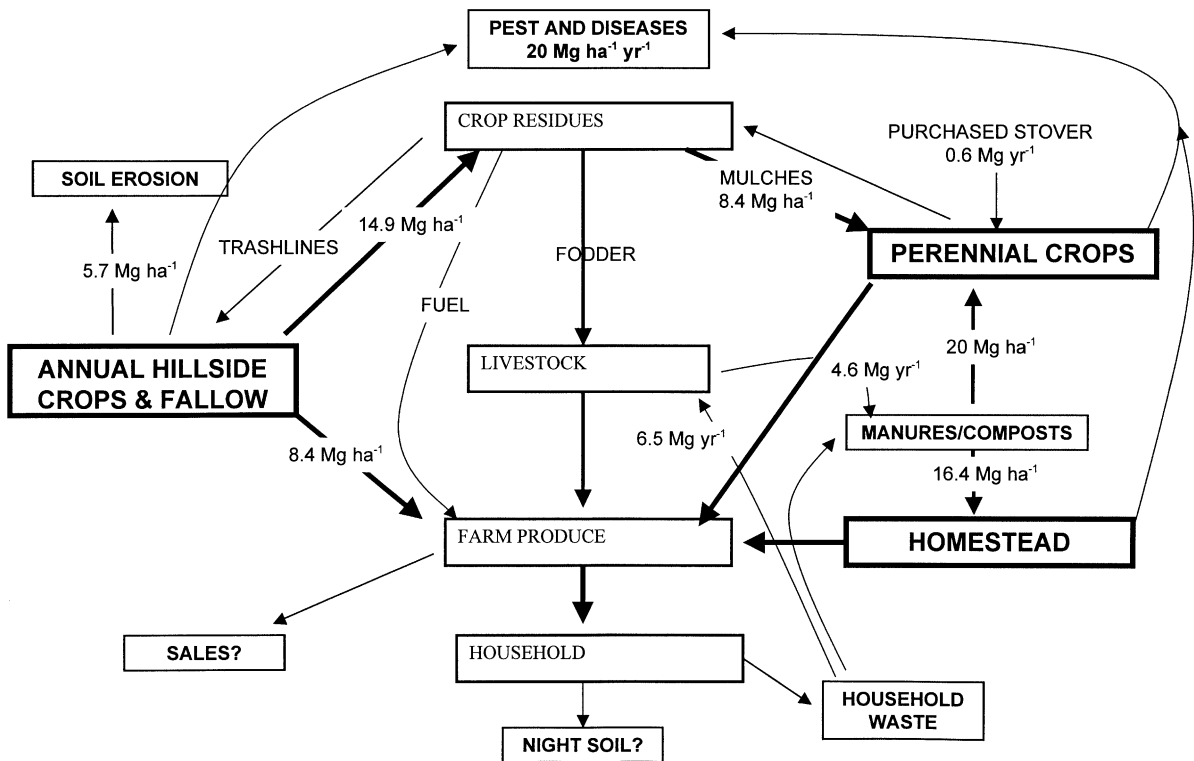 PEST AND DISEASES
20 Mg ha⁻¹ yr⁻¹
CROP RESIDUES
PURCHASED STOVER
0.6 Mg yr⁻¹
SOIL EROSION
MULCHES
8.4 Mg ha⁻¹
14.9 Mg ha⁻¹
TRASHLINES
FODDER
PERENNIAL CROPS
5.7 Mg ha⁻¹
FUEL
20 Mg ha⁻¹
ANNUAL HILLSIDE
CROPS & FALLOW
LIVESTOCK
4.6 Mg yr⁻¹
6.5 Mg yr⁻¹
MANURES/COMPOSTS
8.4 Mg ha⁻¹
16.4 Mg ha⁻¹
FARM PRODUCE
HOMESTEAD
SALES?
HOUSEHOLD
HOUSEHOLD
WASTE
NIGHT SOIL?